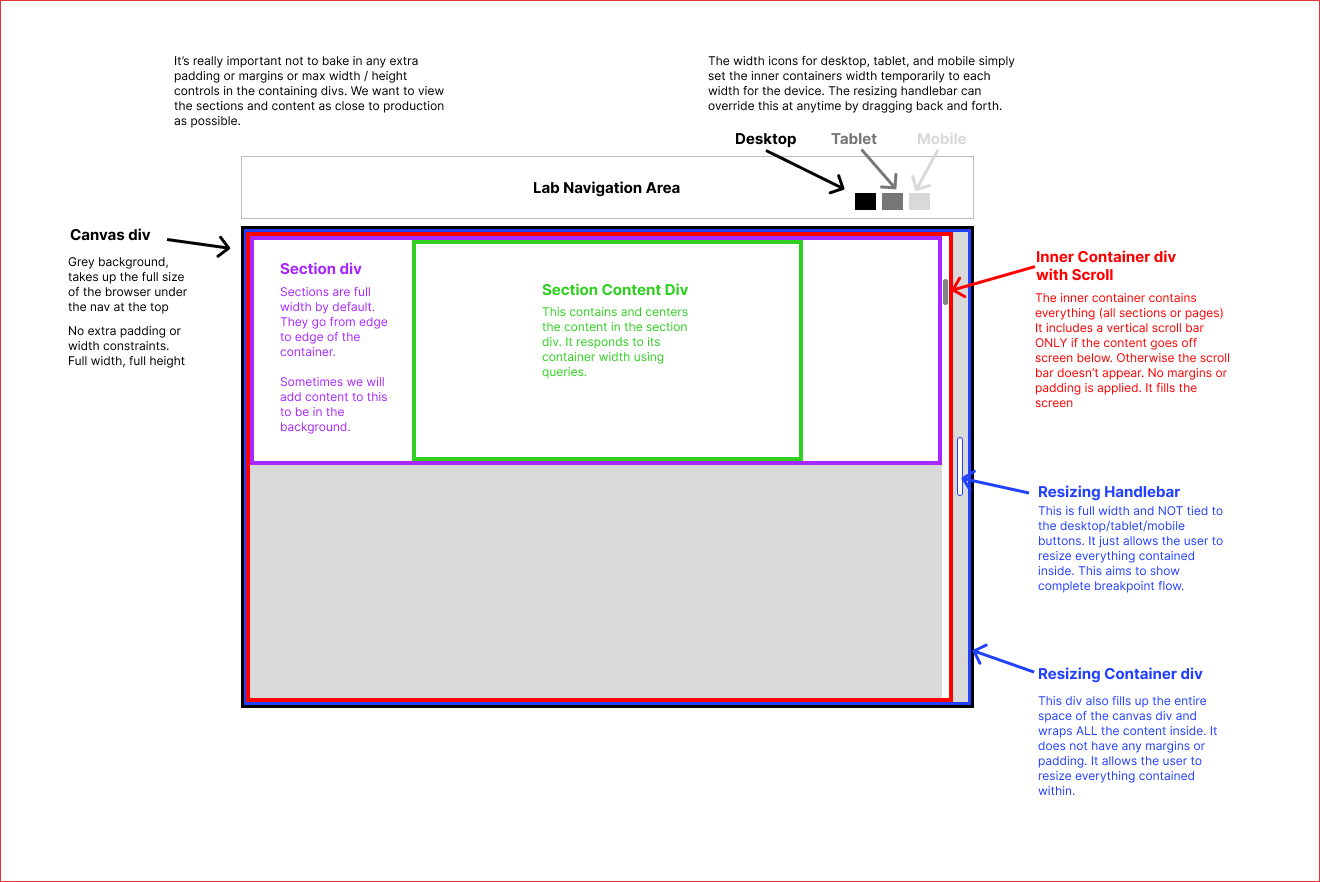 It’s really important not to bake in any extra
padding or margins or max width / height
controls in the containing divs. We want to view
the sections and content as close to production
as possible.
The width icons for desktop, tablet, and mobile simply
set the inner containers width temporarily to each
width for the device. The resizing handlebar can
override this at anytime by dragging back and forth.
Desktop
Tablet
Mobile
Lab Navigation Area
Canvas div
Grey background,
takes up the full size
of the browser under
the nav at the top
No extra padding or
width constraints.
Full width, full height
Section div
Sections are full
width by default.
They go from edge
to edge of the
container.
Sometimes we will
add content to this
to be in the
background.
Section Content Div
This contains and centers
the content in the section
div. It responds to its
container width using
queries.
Inner Container div
with Scroll
The inner container contains
everything (all sections or pages)
It includes a vertical scroll bar
ONLY if the content goes off
screen below. Otherwise the scroll
bar doesn’t appear. No margins or
padding is applied. It fills the
screen
Resizing Handlebar
This is full width and NOT tied to
the desktop/tablet/mobile
buttons. It just allows the user to
resize everything contained
inside. This aims to show
complete breakpoint flow.
Resizing Container div
This div also fills up the entire
space of the canvas div and
wraps ALL the content inside. It
does not have any margins or
padding. It allows the user to
resize everything contained
within.